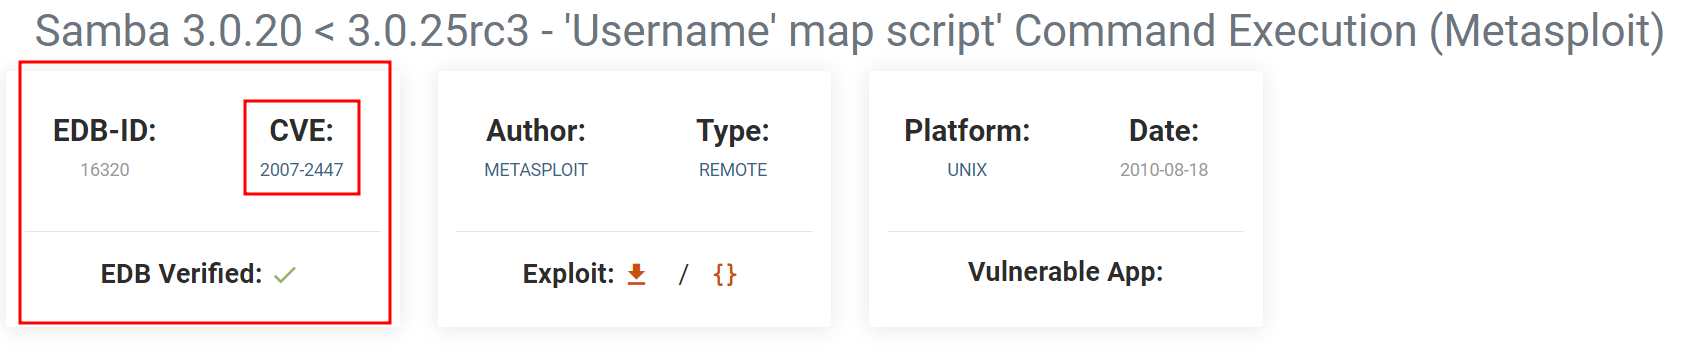 Samba 3.0.20 < 3.0.25rc3 - 'Username' map script' Command Execution (Metasploit)
EDB-ID:
16320
CVE:
2007-2447
EDB Verified:
Author:
METASPLOIT
Type:
REMOTE
Exploit: / {}
Platform:
UNIX
Date:
2010-08-18
Vulnerable App: